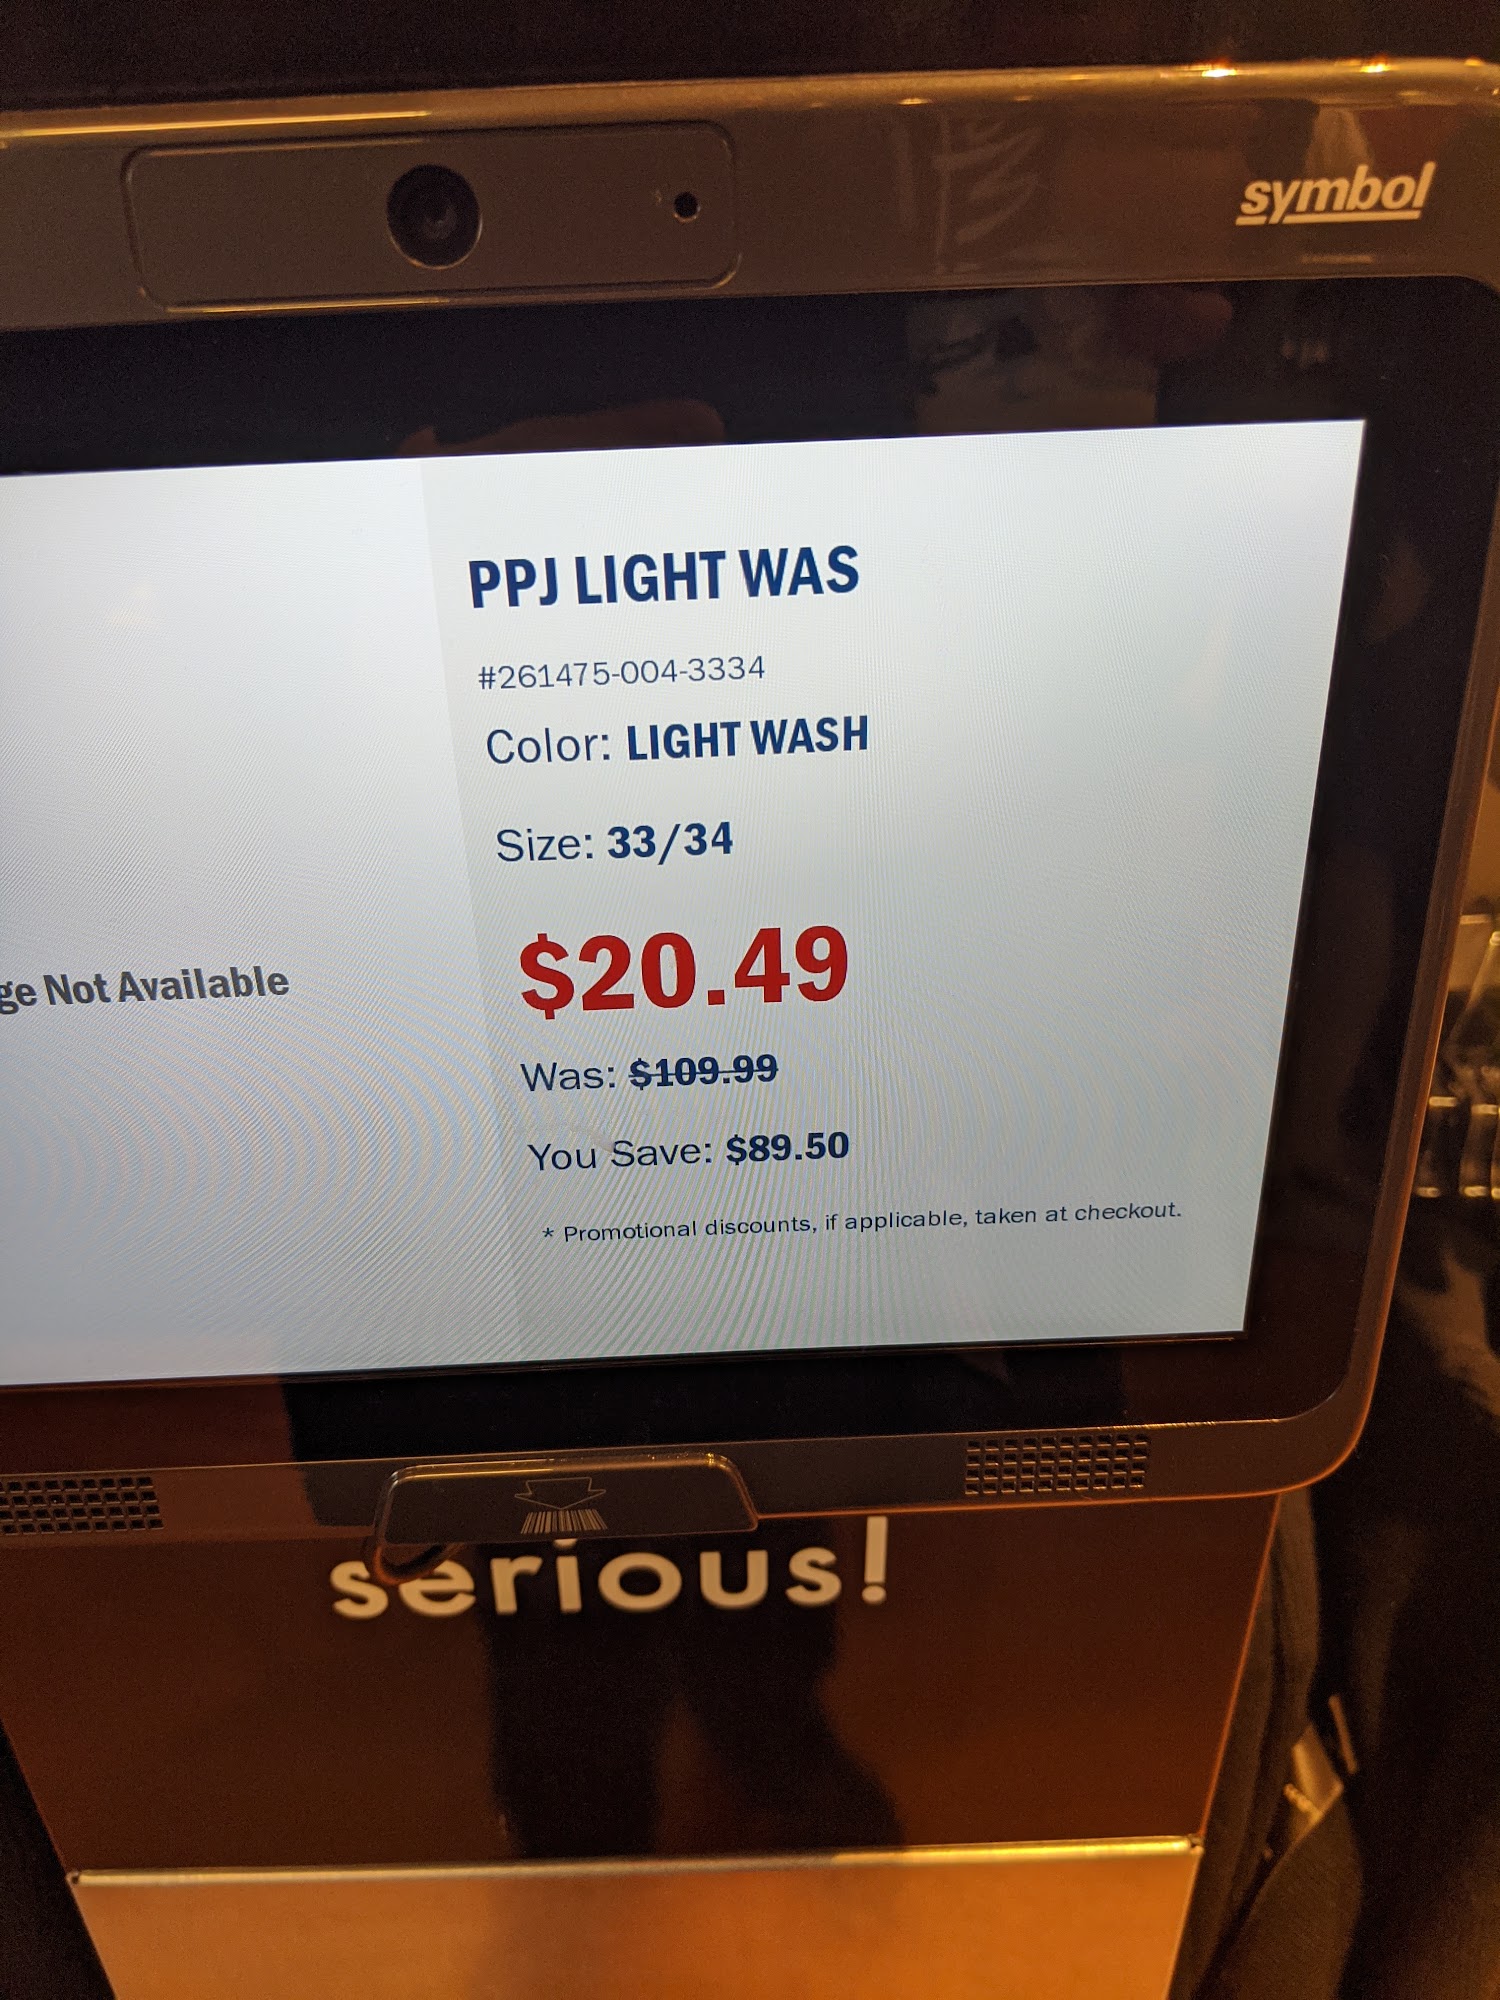 symbol
PPJ LIGHT WAS
#261475-004-3334
Color: LIGHT WASH
Size: 33/34
$20.49
ge Not Available
Was: $109.99
You Save: $89.50
* Promotional discounts, if applicable, taken at checkout.
serious!